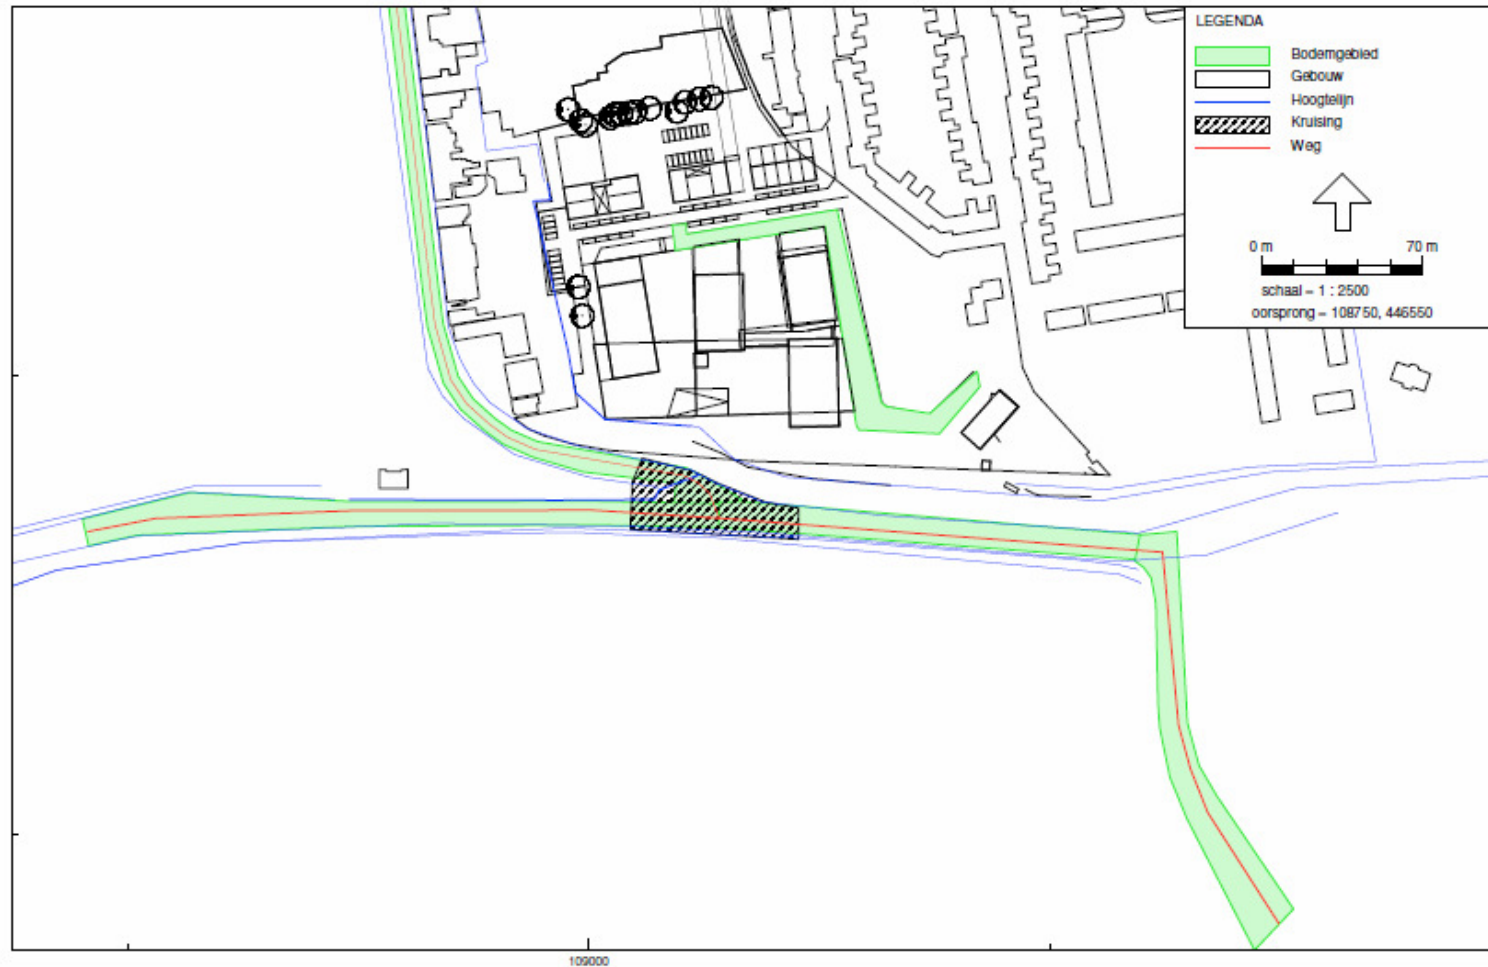 LEGENDA
Bodemgebied
Gebouw
Hoogtelijn
Kruising
Weg
0 m 70 m
schaal = 1 : 2500
oorsprong = 108750, 446550
109000